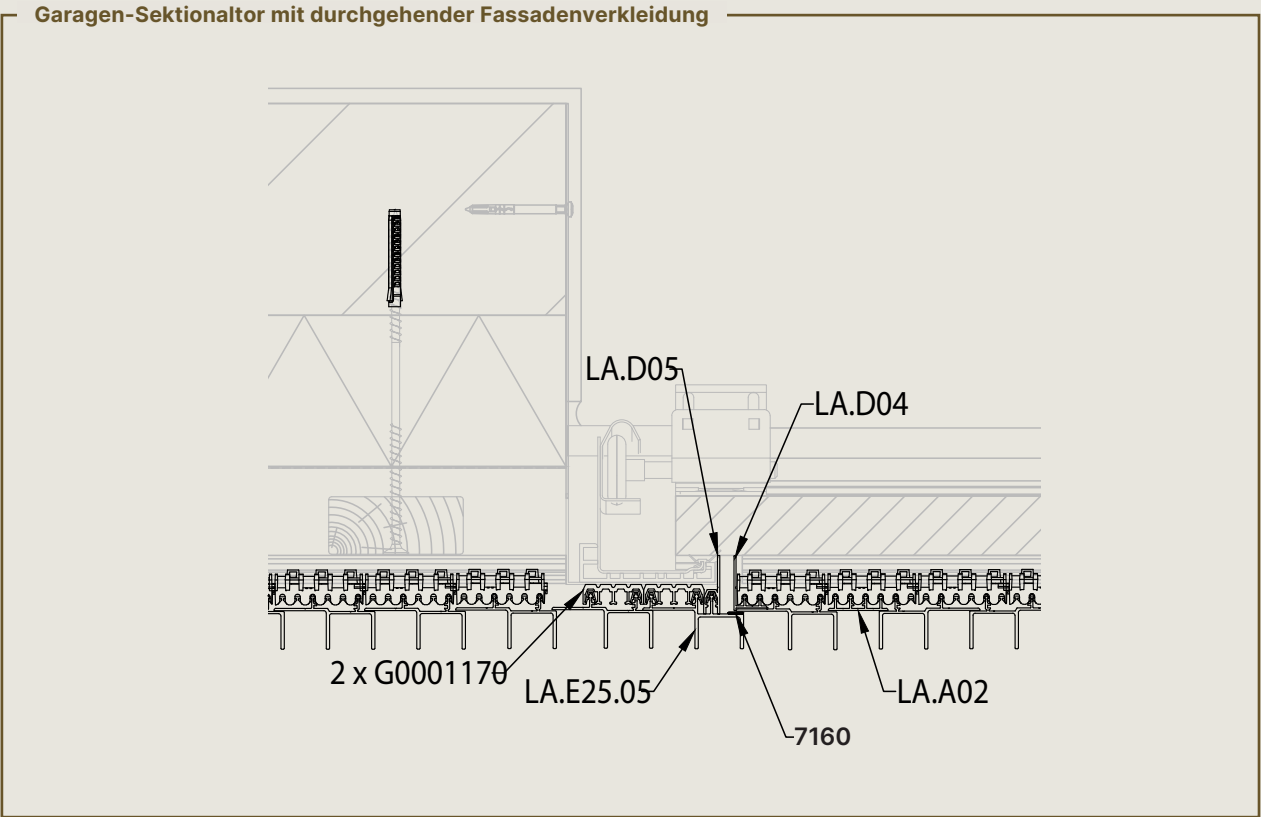 Garagen-Sektionaltor mit durchgehender Fassadenverkleidung
LA.D05
LA.D04
2 x G0001170
LA.E25.05
LA.A02
7160